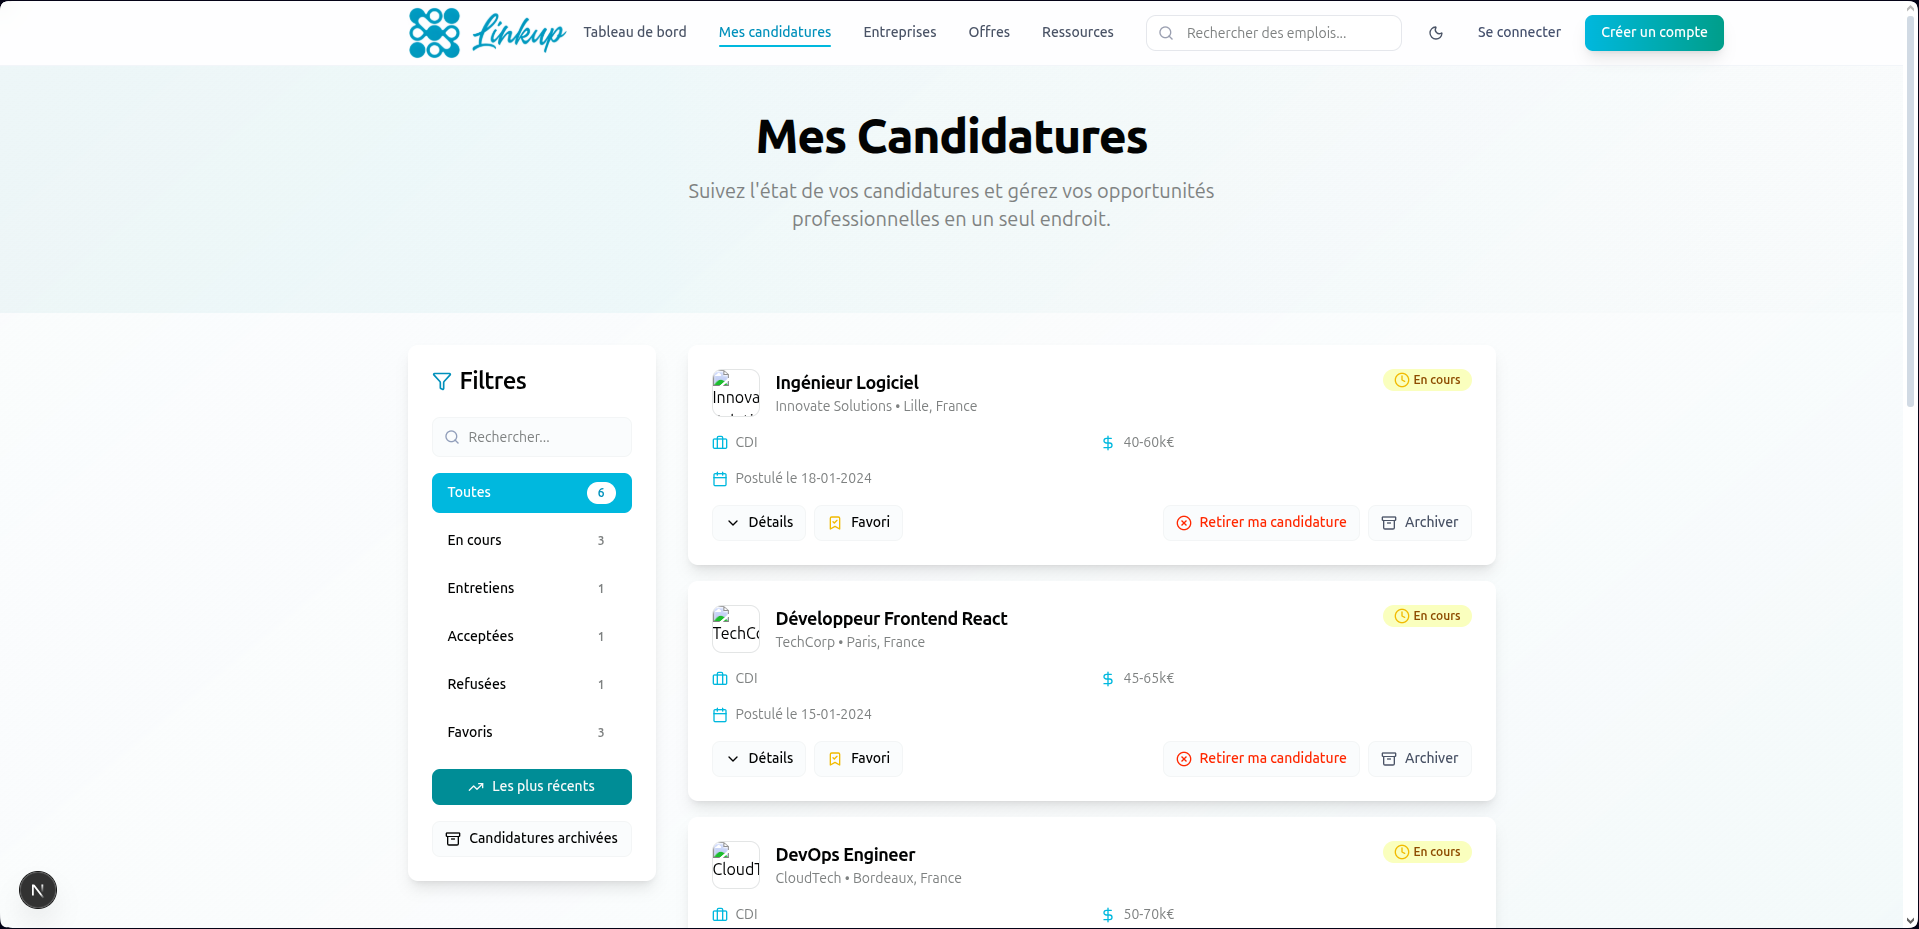 Linkup
Tableau de bord
Mes candidatures
Entreprises
Offres
Ressources
Rechercher des emplois...
Se connecter
Créer un compte
Mes Candidatures
Suivez l'état de vos candidatures et gérez vos opportunités
professionnelles en un seul endroit.
Filtres
Rechercher...
Toutes 6
En cours 3
Entretiens 1
Acceptées 1
Refusées 1
Favoris 3
Les plus récents
Candidatures archivées
Innova
Ingénieur Logiciel
Innovate Solutions • Lille, France
En cours
CDI
40-60k€
Postulé le 18-01-2024
Détails
Favori
Retirer ma candidature
Archiver
TechCo
Développeur Frontend React
TechCorp • Paris, France
En cours
CDI
45-65k€
Postulé le 15-01-2024
Détails
Favori
Retirer ma candidature
Archiver
CloudT
DevOps Engineer
CloudTech • Bordeaux, France
En cours
CDI
50-70k€
N